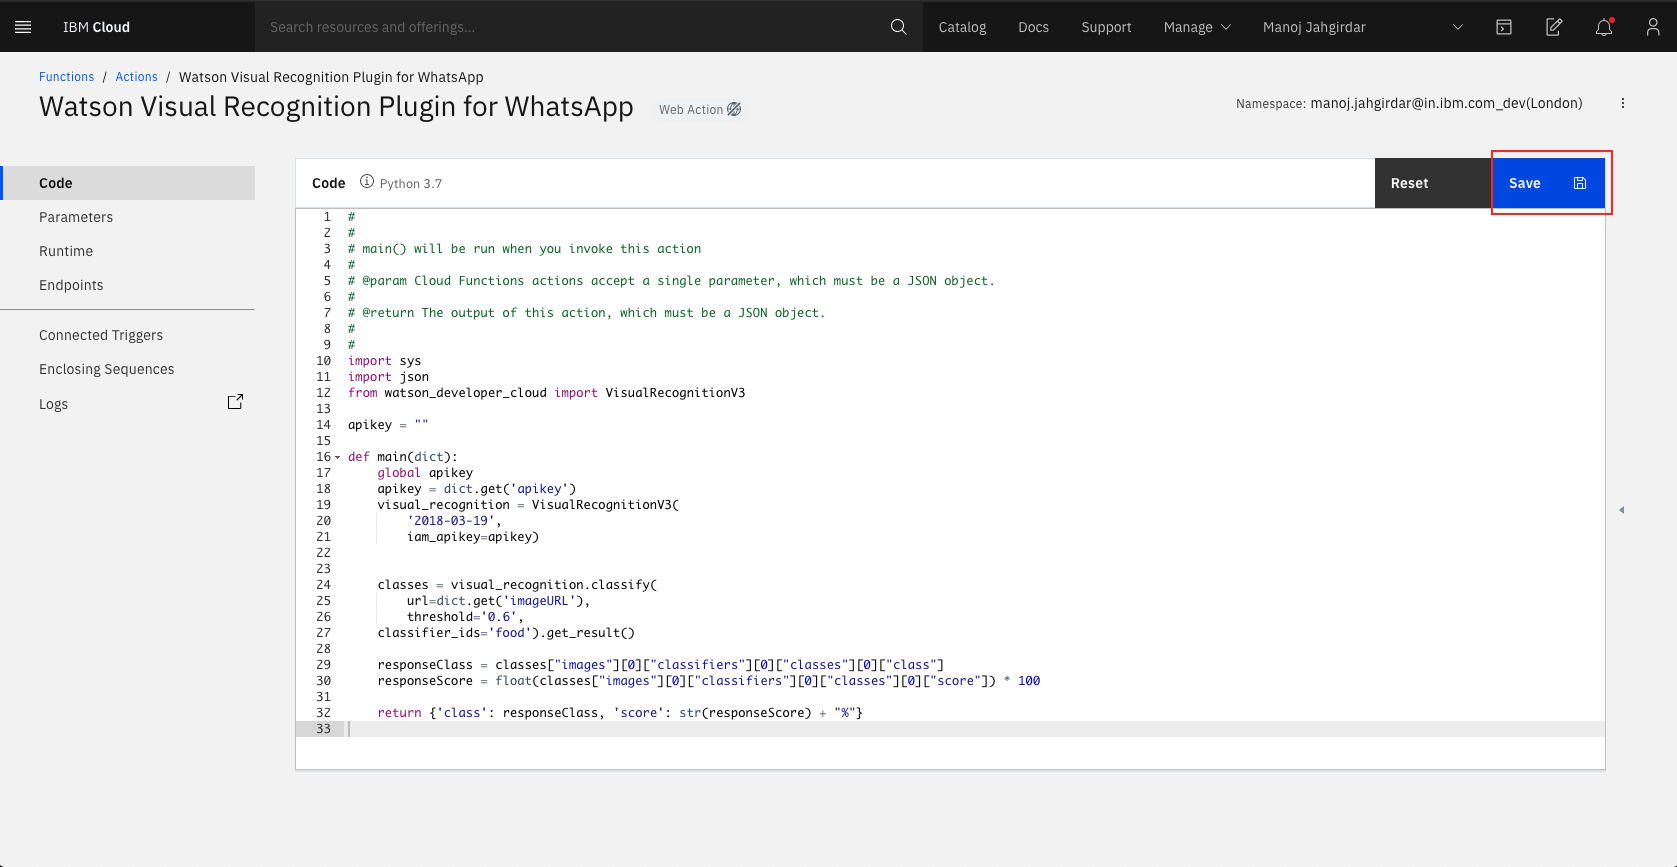 IBM Cloud
Search resources and offerings...
Catalog
Docs
Support
Manage
Manoj Jahgirdar
Functions / Actions / Watson Visual Recognition Plugin for WhatsApp
Watson Visual Recognition Plugin for WhatsApp
Web Action
Namespace: manoj.jahgirdar@in.ibm.com_dev(London)
Code
Parameters
Runtime
Endpoints
Connected Triggers
Enclosing Sequences
Logs
Code Python 3.7
Reset
Save
1 #
2 #
3 # main() will be run when you invoke this action
4 #
5 # @param Cloud Functions actions accept a single parameter, which must be a JSON object.
6 #
7 # @return The output of this action, which must be a JSON object.
8 #
9 #
10 import sys
11 import json
12 from watson_developer_cloud import VisualRecognitionV3
13
14 apikey = ""
15
16 def main(dict):
17     global apikey
18     apikey = dict.get('apikey')
19     visual_recognition = VisualRecognitionV3(
20         '2018-03-19',
21         iam_apikey=apikey)
22
23
24     classes = visual_recognition.classify(
25         url=dict.get('imageURL'),
26         threshold='0.6',
27     classifier_ids='food').get_result()
28
29     responseClass = classes["images"][0]["classifiers"][0]["classes"][0]["class"]
30     responseScore = float(classes["images"][0]["classifiers"][0]["classes"][0]["score"]) * 100
31
32     return {'class': responseClass, 'score': str(responseScore) + "%"}
33